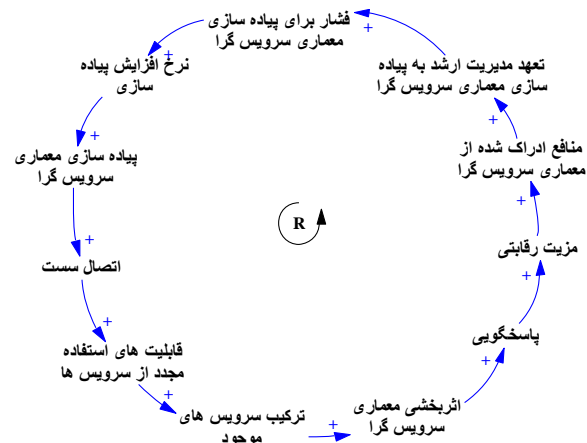 فشار برای پیاده سازی
معماری سرویس گرا
+
نرخ افزایش پیاده
سازی
+
پیاده سازی معماری
سرویس گرا
+
اتصال سست
+
قابلیت های استفاده
مجدد از سرویس ها
+
ترکیب سرویس های
موجود
+
اثربخشی معماری
سرویس گرا
+
پاسخگویی
+
مزیت رقابتی
+
منافع ادراک شده از
معماری سرویس گرا
+
تعهد مدیریت ارشد به پیاده
سازی معماری سرویس گرا
+
+
R